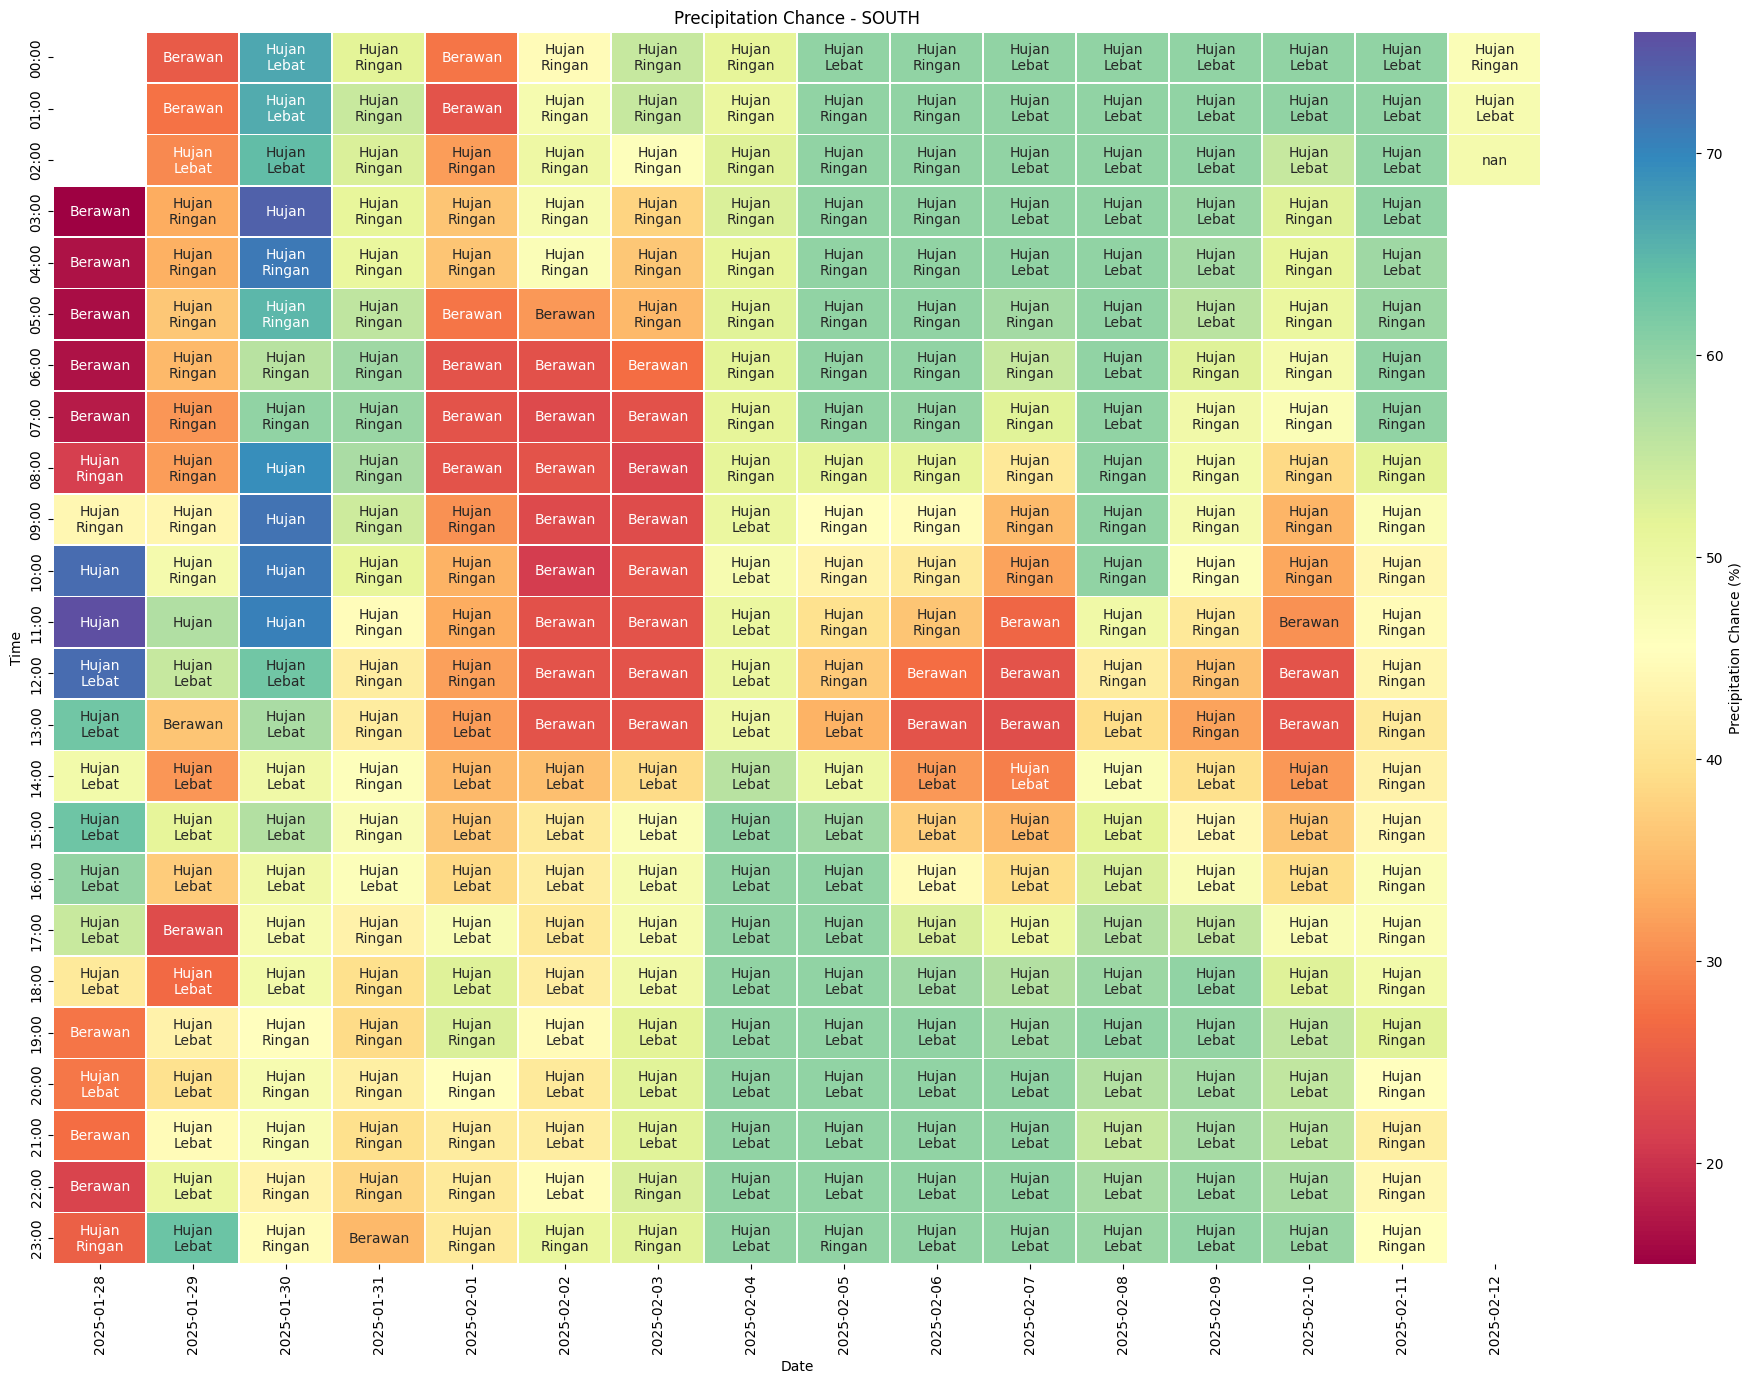 Precipitation Chance - SOUTH
00:00 Berawan Hujan Lebat Hujan Ringan Berawan Hujan Ringan Hujan Ringan Hujan Ringan Hujan Lebat Hujan Ringan Hujan Lebat Hujan Lebat Hujan Lebat Hujan Lebat Hujan Lebat Hujan Ringan
01:00 Berawan Hujan Lebat Hujan Ringan Berawan Hujan Ringan Hujan Ringan Hujan Ringan Hujan Ringan Hujan Ringan Hujan Lebat Hujan Lebat Hujan Lebat Hujan Lebat Hujan Lebat Hujan Lebat
02:00 Hujan Lebat Hujan Lebat Hujan Ringan Hujan Ringan Hujan Ringan Hujan Ringan Hujan Ringan Hujan Ringan Hujan Ringan Hujan Lebat Hujan Lebat Hujan Lebat Hujan Lebat Hujan Lebat nan
03:00 Berawan Hujan Ringan Hujan Hujan Ringan Hujan Ringan Hujan Ringan Hujan Ringan Hujan Ringan Hujan Ringan Hujan Ringan Hujan Lebat Hujan Lebat Hujan Lebat Hujan Ringan Hujan Lebat
04:00 Berawan Hujan Ringan Hujan Ringan Hujan Ringan Hujan Ringan Hujan Ringan Hujan Ringan Hujan Ringan Hujan Ringan Hujan Ringan Hujan Lebat Hujan Lebat Hujan Lebat Hujan Ringan Hujan Lebat
05:00 Berawan Hujan Ringan Hujan Ringan Hujan Ringan Berawan Berawan Hujan Ringan Hujan Ringan Hujan Ringan Hujan Ringan Hujan Ringan Hujan Lebat Hujan Lebat Hujan Ringan Hujan Ringan
06:00 Berawan Hujan Ringan Hujan Ringan Hujan Ringan Berawan Berawan Berawan Hujan Ringan Hujan Ringan Hujan Ringan Hujan Ringan Hujan Lebat Hujan Ringan Hujan Ringan Hujan Ringan
07:00 Berawan Hujan Ringan Hujan Ringan Hujan Ringan Berawan Berawan Berawan Hujan Ringan Hujan Ringan Hujan Ringan Hujan Ringan Hujan Lebat Hujan Ringan Hujan Ringan Hujan Ringan
08:00 Hujan Ringan Hujan Ringan Hujan Hujan Ringan Berawan Berawan Berawan Hujan Ringan Hujan Ringan Hujan Ringan Hujan Ringan Hujan Ringan Hujan Ringan Hujan Ringan Hujan Ringan
09:00 Hujan Ringan Hujan Ringan Hujan Hujan Ringan Hujan Ringan Berawan Berawan Hujan Lebat Hujan Ringan Hujan Ringan Hujan Ringan Hujan Ringan Hujan Ringan Hujan Ringan Hujan Ringan
10:00 Hujan Hujan Ringan Hujan Hujan Ringan Hujan Ringan Berawan Berawan Hujan Lebat Hujan Ringan Hujan Ringan Hujan Ringan Hujan Ringan Hujan Ringan Hujan Ringan Hujan Ringan
11:00 Hujan Hujan Hujan Hujan Ringan Hujan Ringan Berawan Berawan Hujan Lebat Hujan Ringan Hujan Ringan Berawan Hujan Ringan Hujan Ringan Berawan Hujan Ringan
12:00 Hujan Lebat Hujan Lebat Hujan Lebat Hujan Ringan Hujan Ringan Berawan Berawan Hujan Lebat Hujan Ringan Berawan Berawan Hujan Ringan Hujan Ringan Berawan Hujan Ringan
13:00 Hujan Lebat Berawan Hujan Lebat Hujan Ringan Hujan Lebat Berawan Berawan Hujan Lebat Hujan Lebat Berawan Berawan Hujan Lebat Hujan Ringan Berawan Hujan Ringan
14:00 Hujan Lebat Hujan Lebat Hujan Lebat Hujan Ringan Hujan Lebat Hujan Lebat Hujan Lebat Hujan Lebat Hujan Lebat Hujan Lebat Hujan Lebat Hujan Lebat Hujan Lebat Hujan Lebat Hujan Ringan
15:00 Hujan Lebat Hujan Lebat Hujan Lebat Hujan Ringan Hujan Lebat Hujan Lebat Hujan Lebat Hujan Lebat Hujan Lebat Hujan Lebat Hujan Lebat Hujan Lebat Hujan Lebat Hujan Lebat Hujan Ringan
16:00 Hujan Lebat Hujan Lebat Hujan Lebat Hujan Lebat Hujan Lebat Hujan Lebat Hujan Lebat Hujan Lebat Hujan Lebat Hujan Lebat Hujan Lebat Hujan Lebat Hujan Lebat Hujan Lebat Hujan Ringan
17:00 Hujan Lebat Berawan Hujan Lebat Hujan Ringan Hujan Lebat Hujan Lebat Hujan Lebat Hujan Lebat Hujan Lebat Hujan Lebat Hujan Lebat Hujan Lebat Hujan Lebat Hujan Lebat Hujan Ringan
18:00 Hujan Lebat Hujan Lebat Hujan Lebat Hujan Ringan Hujan Lebat Hujan Lebat Hujan Lebat Hujan Lebat Hujan Lebat Hujan Lebat Hujan Lebat Hujan Lebat Hujan Lebat Hujan Lebat Hujan Ringan
19:00 Berawan Hujan Lebat Hujan Ringan Hujan Ringan Hujan Ringan Hujan Lebat Hujan Lebat Hujan Lebat Hujan Lebat Hujan Lebat Hujan Lebat Hujan Lebat Hujan Lebat Hujan Lebat Hujan Ringan
20:00 Hujan Lebat Hujan Lebat Hujan Ringan Hujan Ringan Hujan Ringan Hujan Lebat Hujan Lebat Hujan Lebat Hujan Lebat Hujan Lebat Hujan Lebat Hujan Lebat Hujan Lebat Hujan Lebat Hujan Ringan
21:00 Berawan Hujan Lebat Hujan Ringan Hujan Ringan Hujan Ringan Hujan Lebat Hujan Lebat Hujan Lebat Hujan Lebat Hujan Lebat Hujan Lebat Hujan Lebat Hujan Lebat Hujan Lebat Hujan Ringan
22:00 Berawan Hujan Lebat Hujan Ringan Hujan Ringan Hujan Ringan Hujan Lebat Hujan Ringan Hujan Lebat Hujan Lebat Hujan Lebat Hujan Lebat Hujan Lebat Hujan Lebat Hujan Lebat Hujan Ringan
23:00 Hujan Ringan Hujan Lebat Hujan Ringan Berawan Hujan Ringan Hujan Ringan Hujan Ringan Hujan Lebat Hujan Ringan Hujan Lebat Hujan Lebat Hujan Lebat Hujan Lebat Hujan Lebat Hujan Ringan
Time
2025-01-28 2025-01-29 2025-01-30 2025-01-31 2025-02-01 2025-02-02 2025-02-03 2025-02-04 2025-02-05 2025-02-06 2025-02-07 2025-02-08 2025-02-09 2025-02-10 2025-02-11 2025-02-12
Date
70
60
50
40
30
20
Precipitation Chance (%)